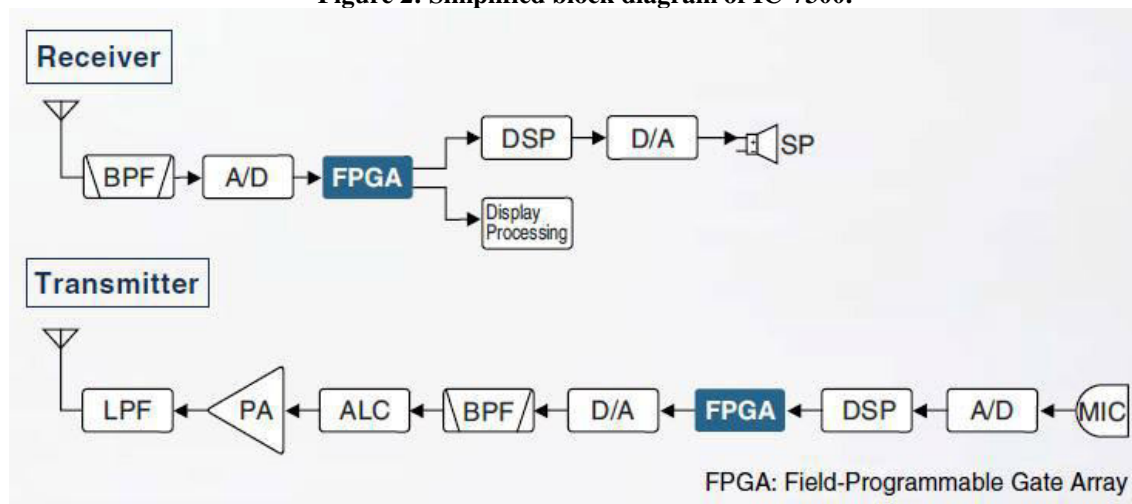 Figure 2: Simplified block diagram of IC-7300.
Receiver
DSP
D/A
SP
BPF
A/D
FPGA
Display
Processing
Transmitter
LPF
PA
ALC
BPF
D/A
FPGA
DSP
A/D
MIC
FPGA: Field-Programmable Gate Array